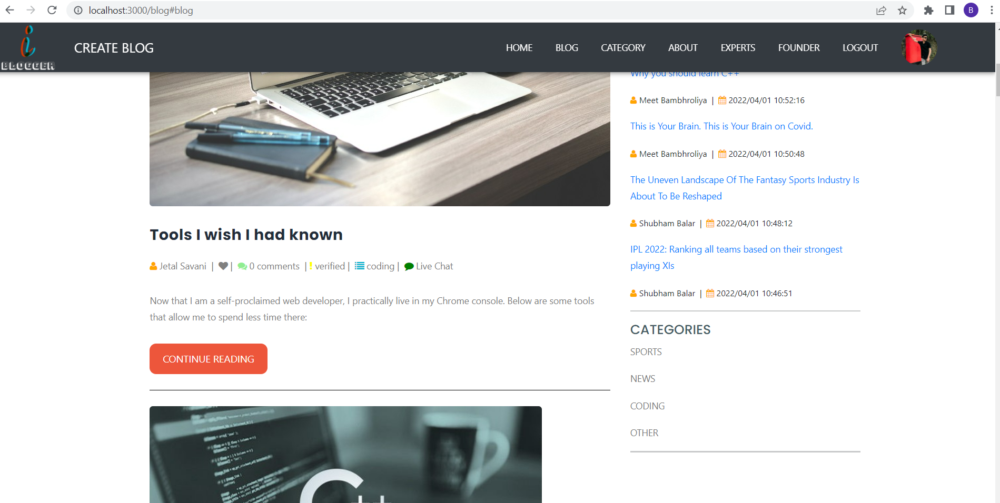 localhost:3000/blog#blog
B
BLOGGER
CREATE BLOG
HOME
BLOG
CATEGORY
ABOUT
EXPERTS
FOUNDER
LOGOUT
Tools I wish I had known
Jetal Savani | | 0 comments | verified | coding | Live Chat
Now that I am a self-proclaimed web developer, I practically live in my Chrome console. Below are some tools
that allow me to spend less time there:
CONTINUE READING
C++
Why you should learn C++
Meet Bambhroliya | 2022/04/01 10:52:16
This is Your Brain. This is Your Brain on Covid.
Meet Bambhroliya | 2022/04/01 10:50:48
The Uneven Landscape Of The Fantasy Sports Industry Is
About To Be Reshaped
Shubham Balar | 2022/04/01 10:48:12
IPL 2022: Ranking all teams based on their strongest
playing XIs
Shubham Balar | 2022/04/01 10:46:51
CATEGORIES
SPORTS
NEWS
CODING
OTHER